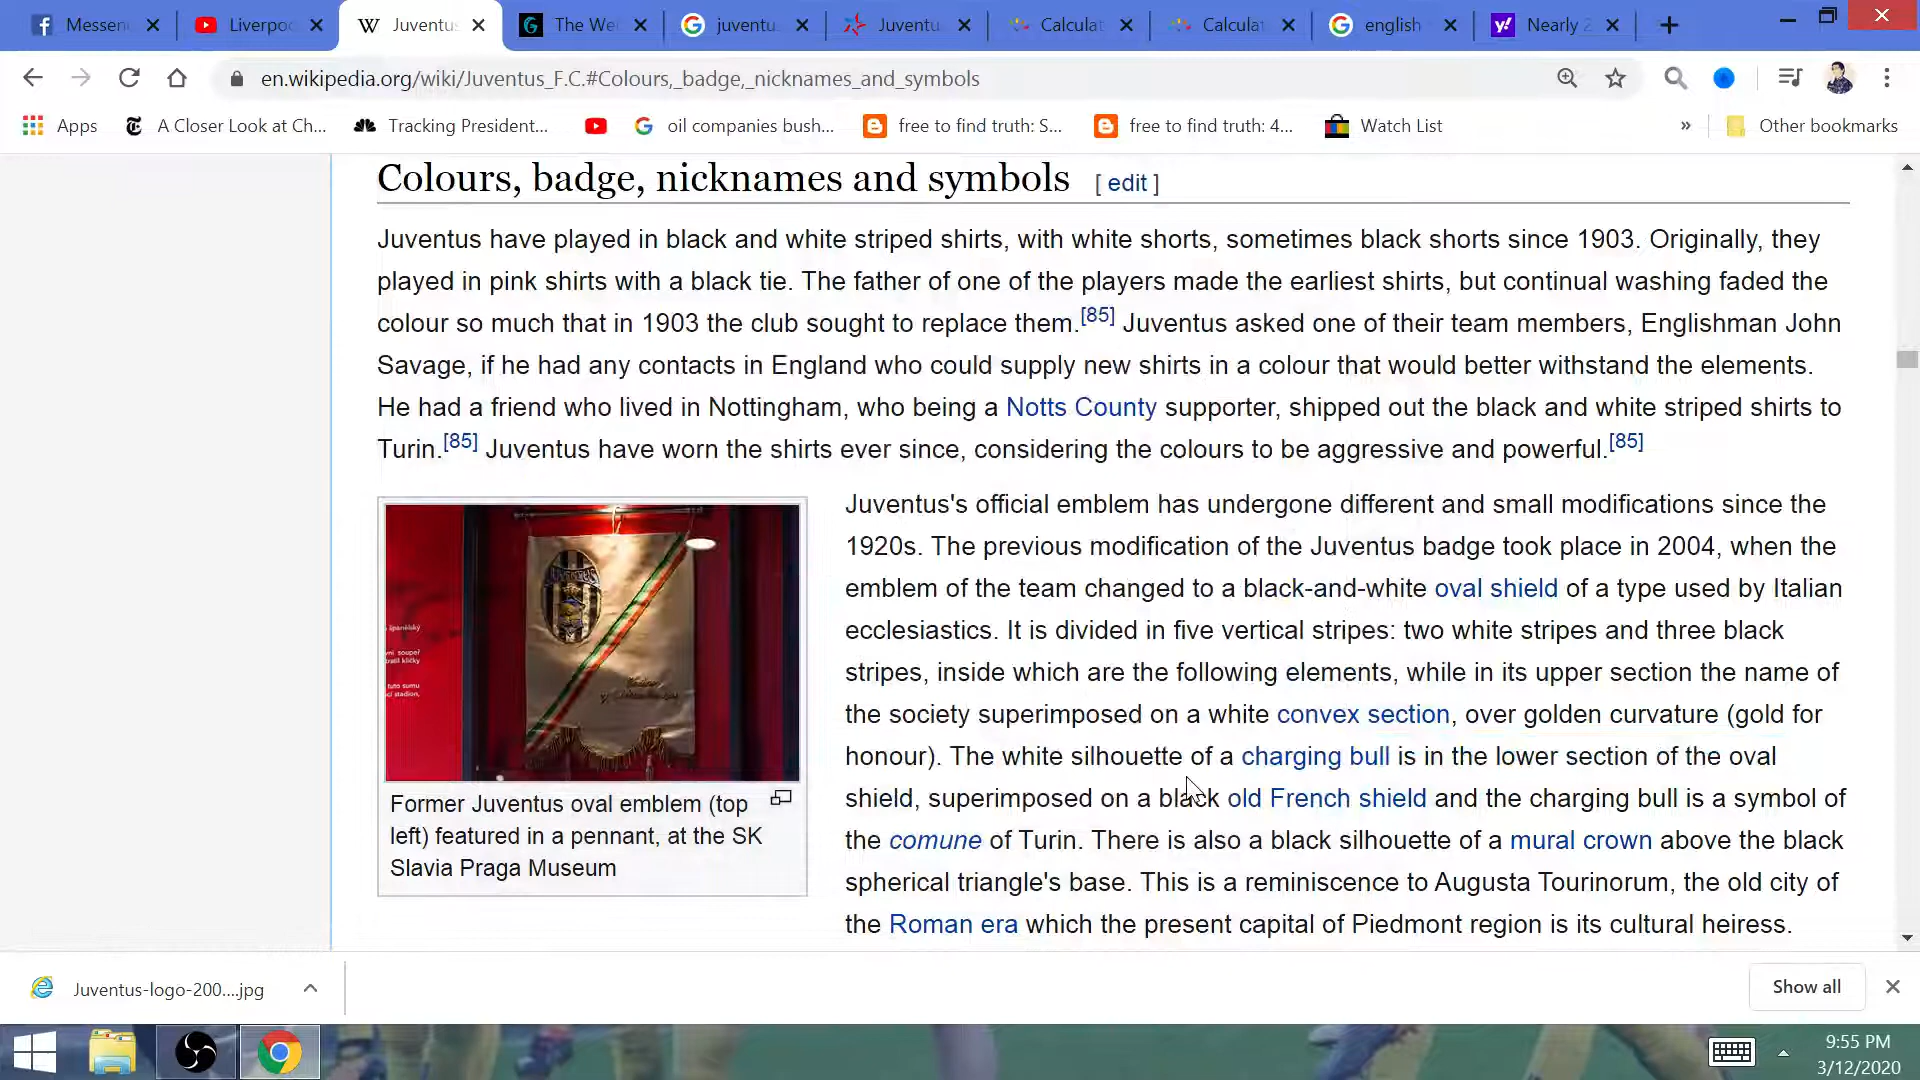 Messen
Liverpoo
Juventus
The Wei
juventu
Juventu
Calculat
Calculat
english
Nearly 2
en.wikipedia.org/wiki/Juventus_F.C.#Colours,_badge,_nicknames_and_symbols
Apps
A Closer Look at Ch...
Tracking President...
oil companies bush...
free to find truth: S...
free to find truth: 4...
Watch List
»
Other bookmarks
Colours, badge, nicknames and symbols [ edit ]
Juventus have played in black and white striped shirts, with white shorts, sometimes black shorts since 1903. Originally, they
played in pink shirts with a black tie. The father of one of the players made the earliest shirts, but continual washing faded the
colour so much that in 1903 the club sought to replace them.[85] Juventus asked one of their team members, Englishman John
Savage, if he had any contacts in England who could supply new shirts in a colour that would better withstand the elements.
He had a friend who lived in Nottingham, who being a Notts County supporter, shipped out the black and white striped shirts to
Turin.[85] Juventus have worn the shirts ever since, considering the colours to be aggressive and powerful.[85]
Juventus's official emblem has undergone different and small modifications since the
1920s. The previous modification of the Juventus badge took place in 2004, when the
emblem of the team changed to a black-and-white oval shield of a type used by Italian
ecclesiastics. It is divided in five vertical stripes: two white stripes and three black
stripes, inside which are the following elements, while in its upper section the name of
the society superimposed on a white convex section, over golden curvature (gold for
honour). The white silhouette of a charging bull is in the lower section of the oval
shield, superimposed on a black old French shield and the charging bull is a symbol of
the comune of Turin. There is also a black silhouette of a mural crown above the black
spherical triangle's base. This is a reminiscence to Augusta Tourinorum, the old city of
the Roman era which the present capital of Piedmont region is its cultural heiress.
JUVENTUS
Former Juventus oval emblem (top
left) featured in a pennant, at the SK
Slavia Praga Museum
Juventus-logo-200....jpg
Show all
9:55 PM
3/12/2020